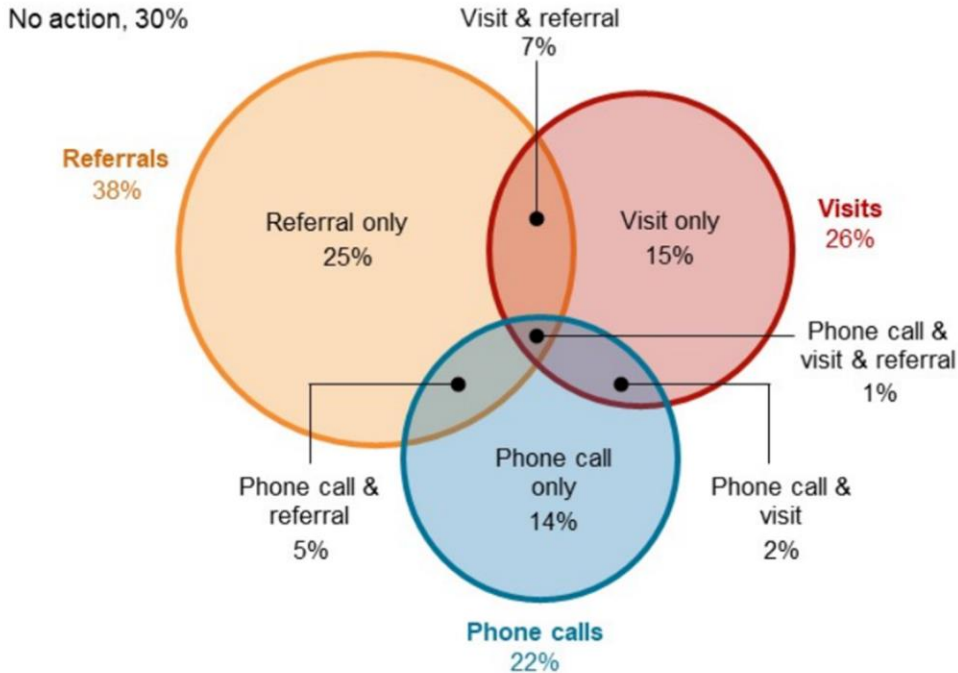 No action, 30%
Visit & referral
7%
Referrals
38%
Referral only
25%
Visit only
15%
Visits
26%
Phone call &
visit & referral
1%
Phone call &
referral
5%
Phone call
only
14%
Phone call &
visit
2%
Phone calls
22%